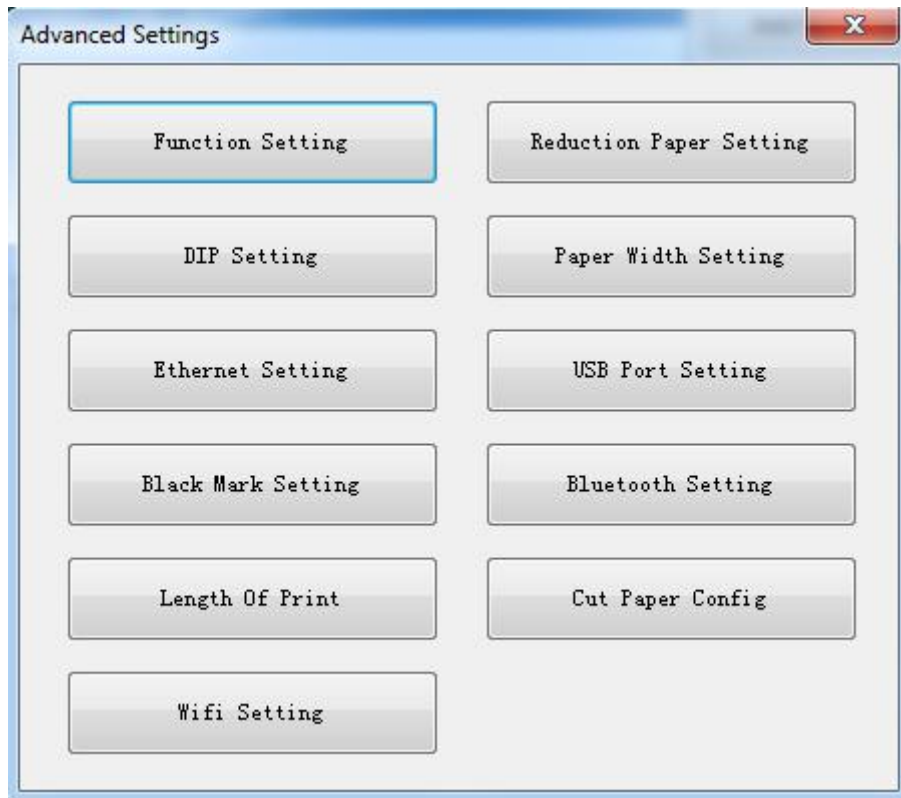 Advanced Settings
Function Setting
Reduction Paper Setting
DIP Setting
Paper Width Setting
Ethernet Setting
USB Port Setting
Black Mark Setting
Bluetooth Setting
Length Of Print
Cut Paper Config
Wifi Setting